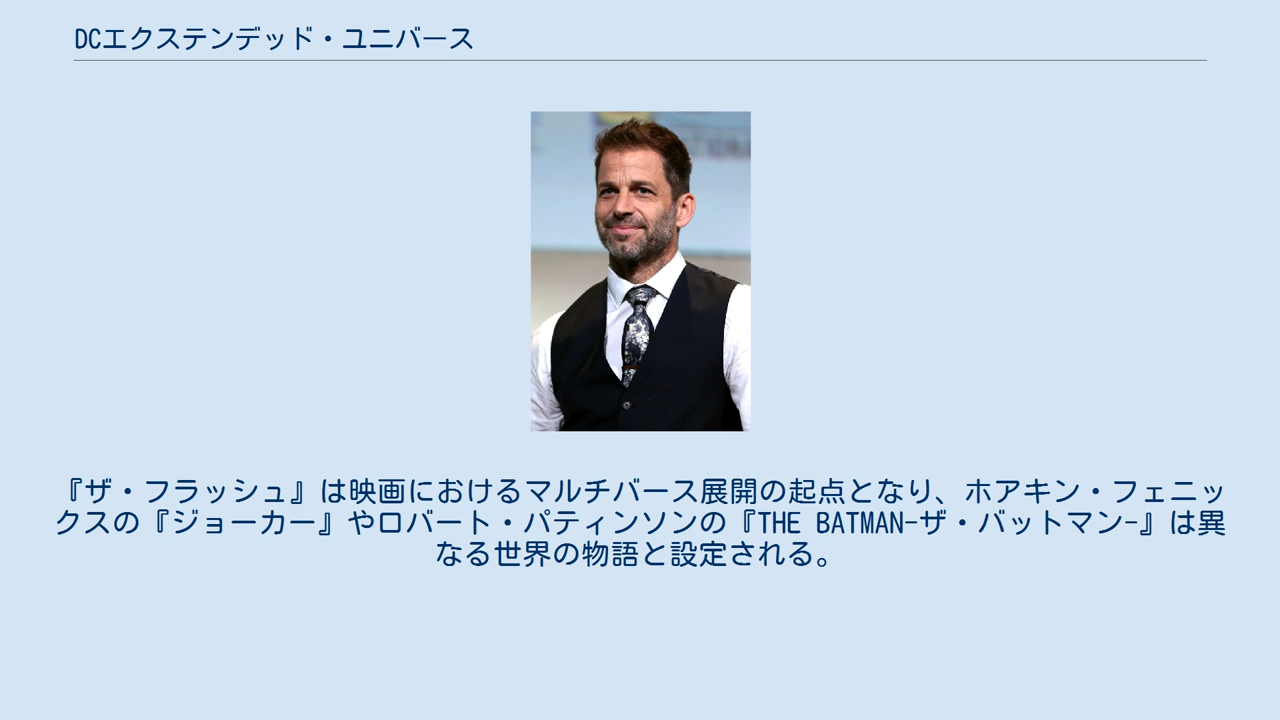 DCエクステンデッド・ユニバース
『ザ・フラッシュ』は映画におけるマルチバース展開の起点となり、ホアキン・フェニッ
クスの『ジョーカー』やロバート・パティンソンの『THE BATMAN-ザ・バットマン-』は異
なる世界の物語と設定される。